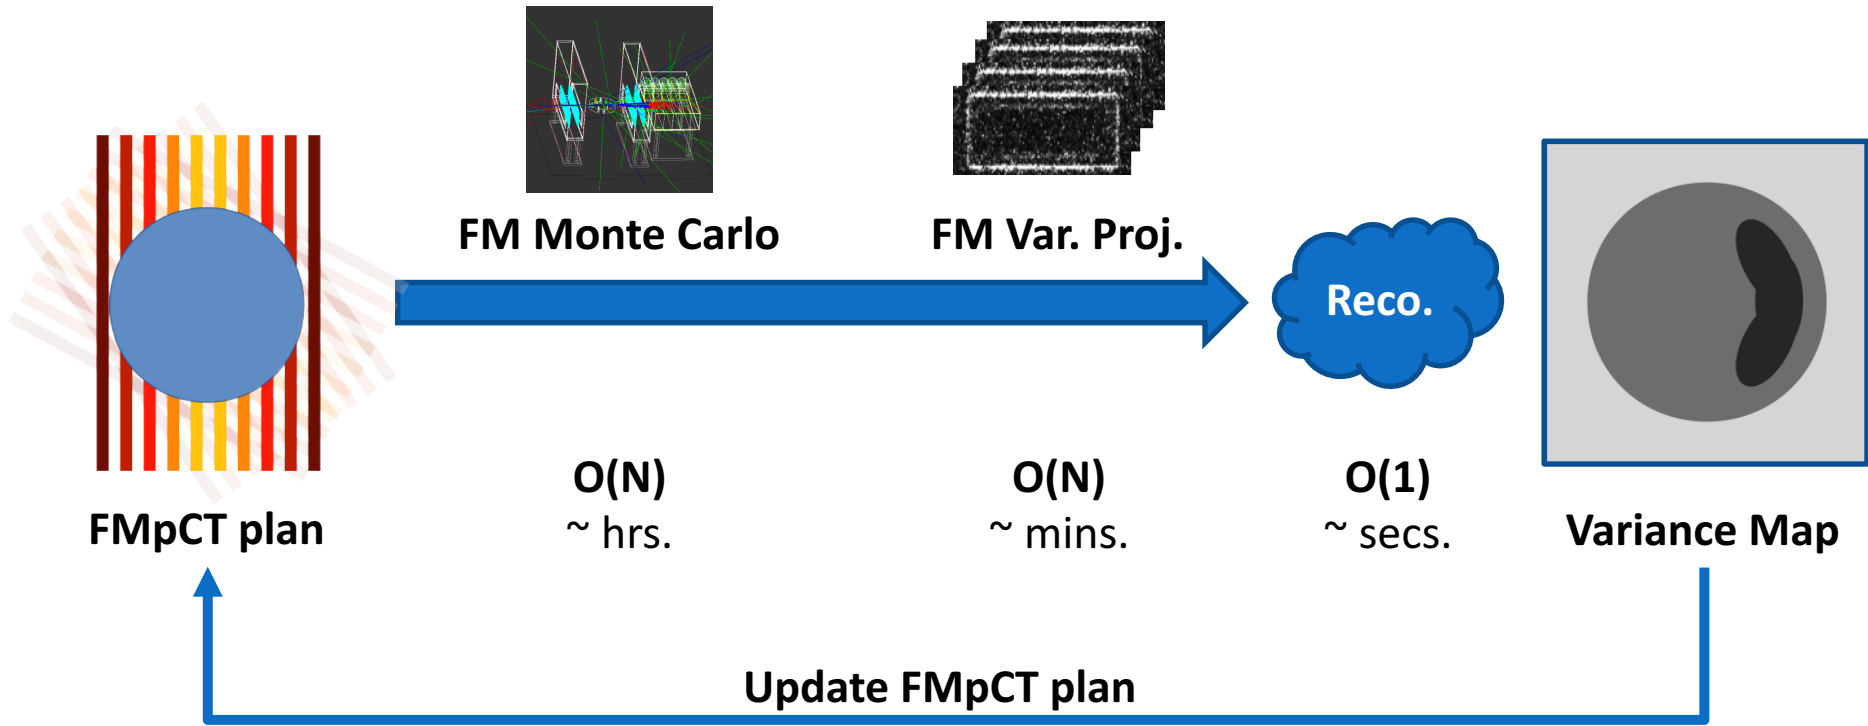 FM Monte Carlo
FM Var. Proj.
Reco.
O(N)
~ hrs.
O(N)
~ mins.
O(1)
~ secs.
FMpCT plan
Variance Map
Update FMpCT plan